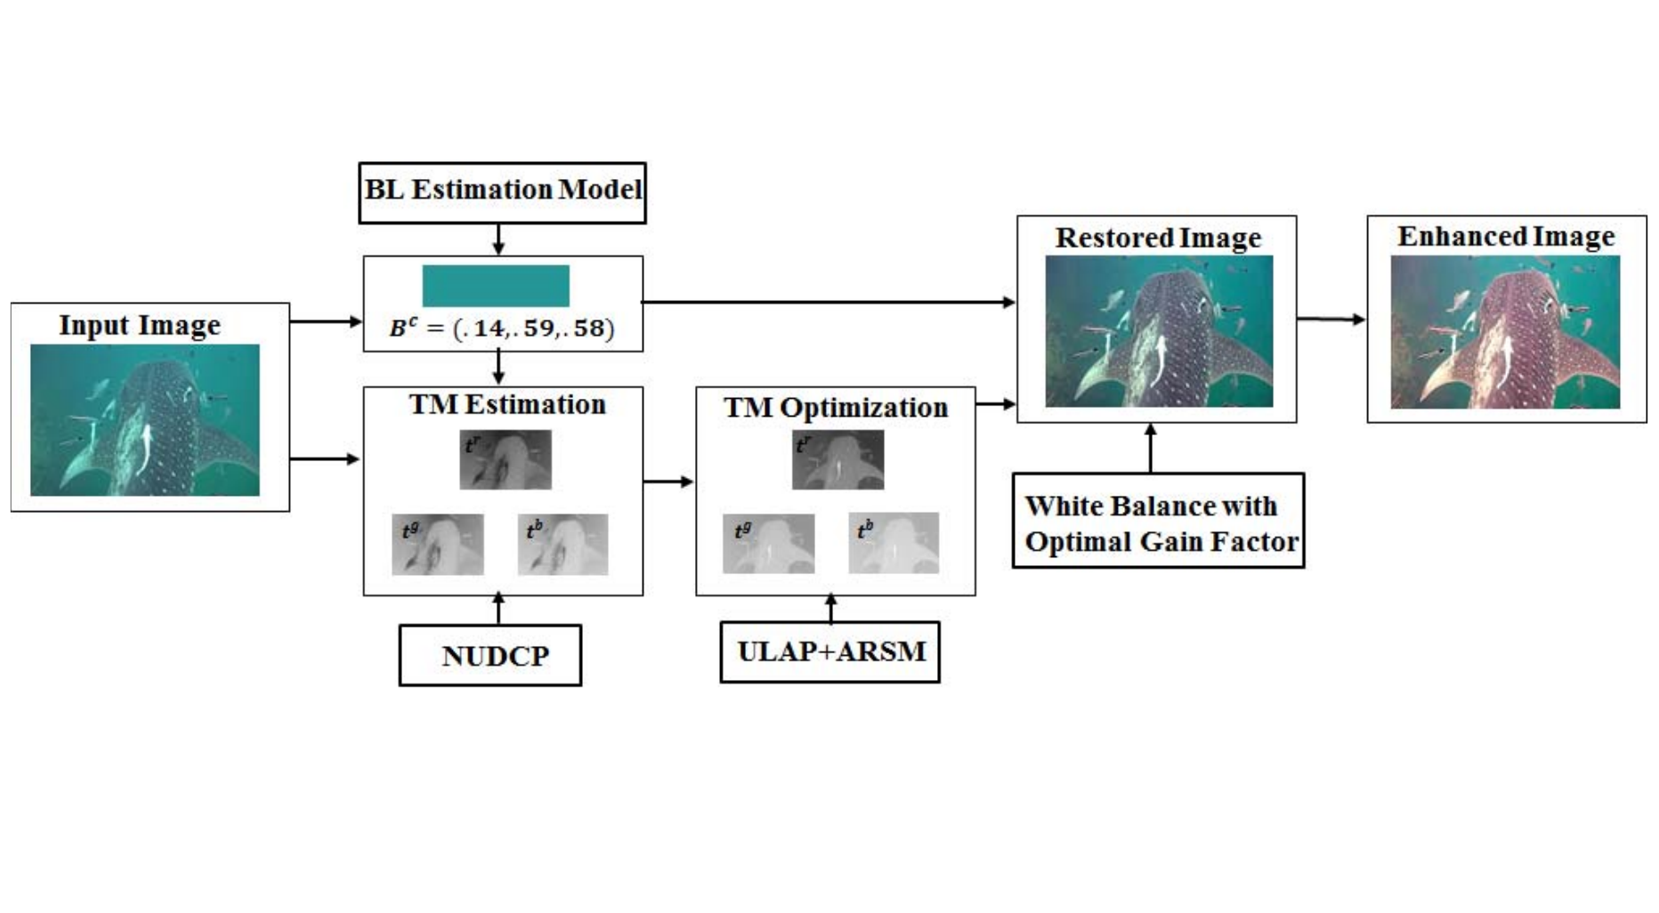 BL Estimation Model
Input Image
B^c = (.14,.59,.58)
TM Estimation
t^r
t^g
t^b
NUDCP
TM Optimization
t^r
t^g
t^b
ULAP+ARSM
Restored Image
White Balance with
Optimal Gain Factor
Enhanced Image